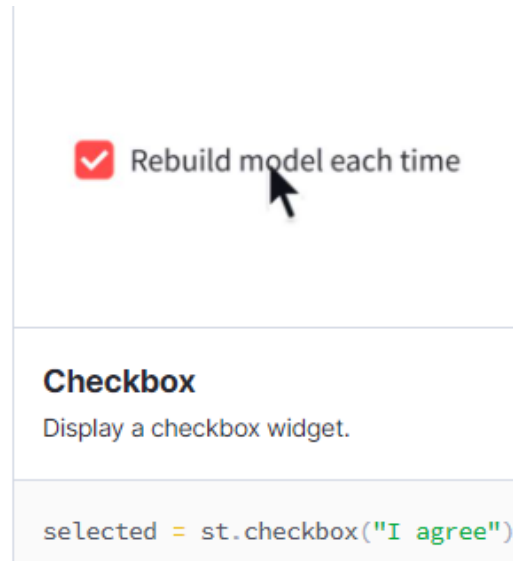 Rebuild model each time
Checkbox
Display a checkbox widget.
selected = st.checkbox("I agree")